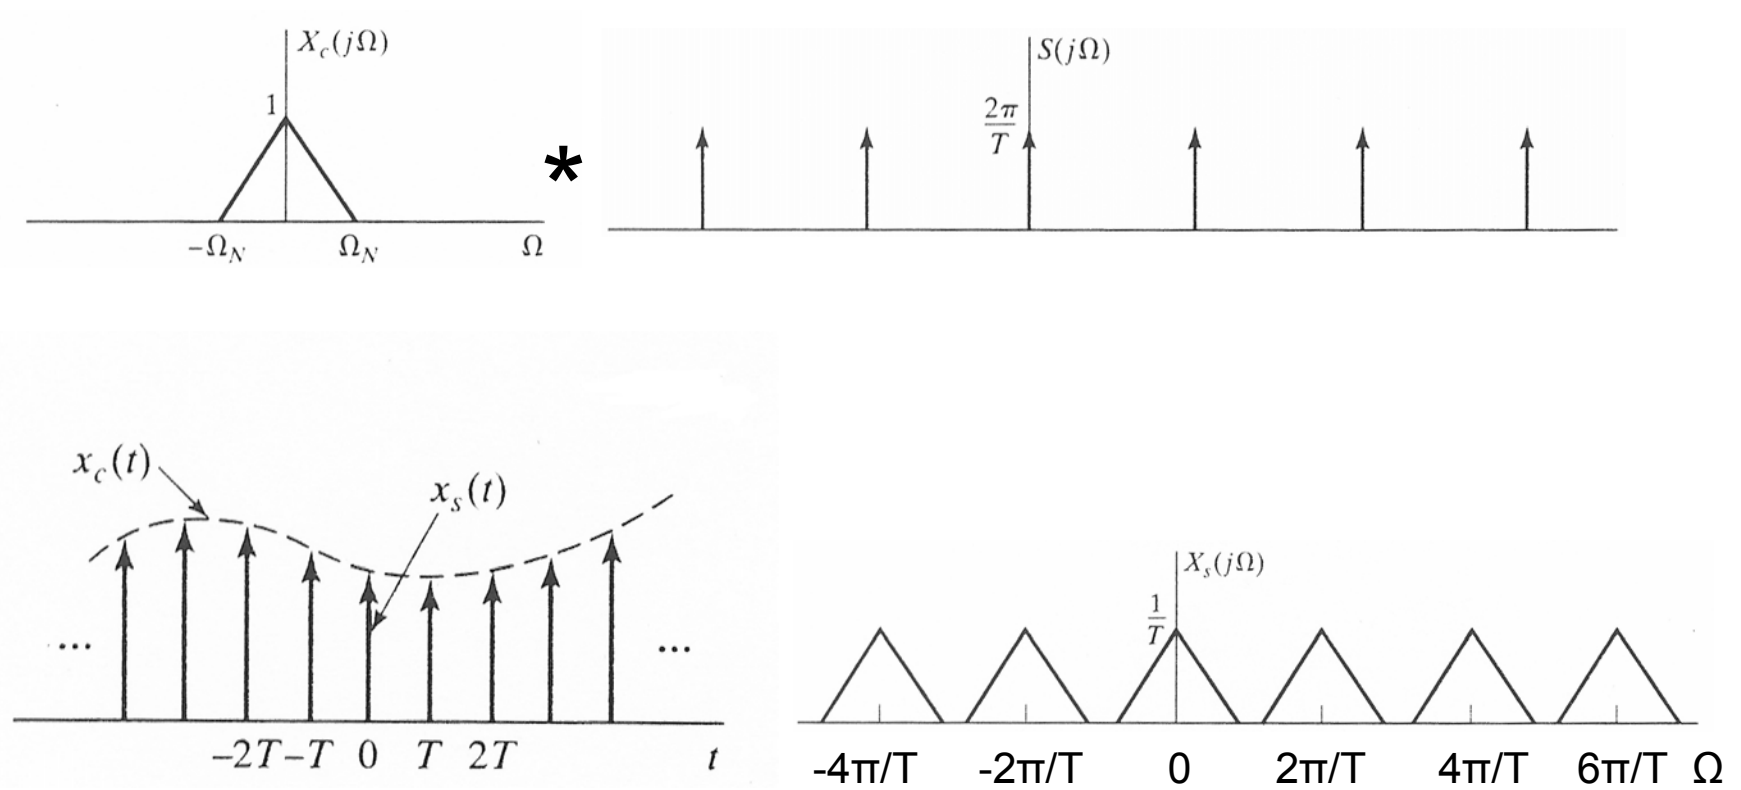 X_c(jΩ)
1
-Ω_N Ω_N Ω
*
S(jΩ)
2π
T
x_c(t)
x_s(t)
... ...
-2T -T 0 T 2T t
X_s(jΩ)
1
T
-4π/T -2π/T 0 2π/T 4π/T 6π/T Ω